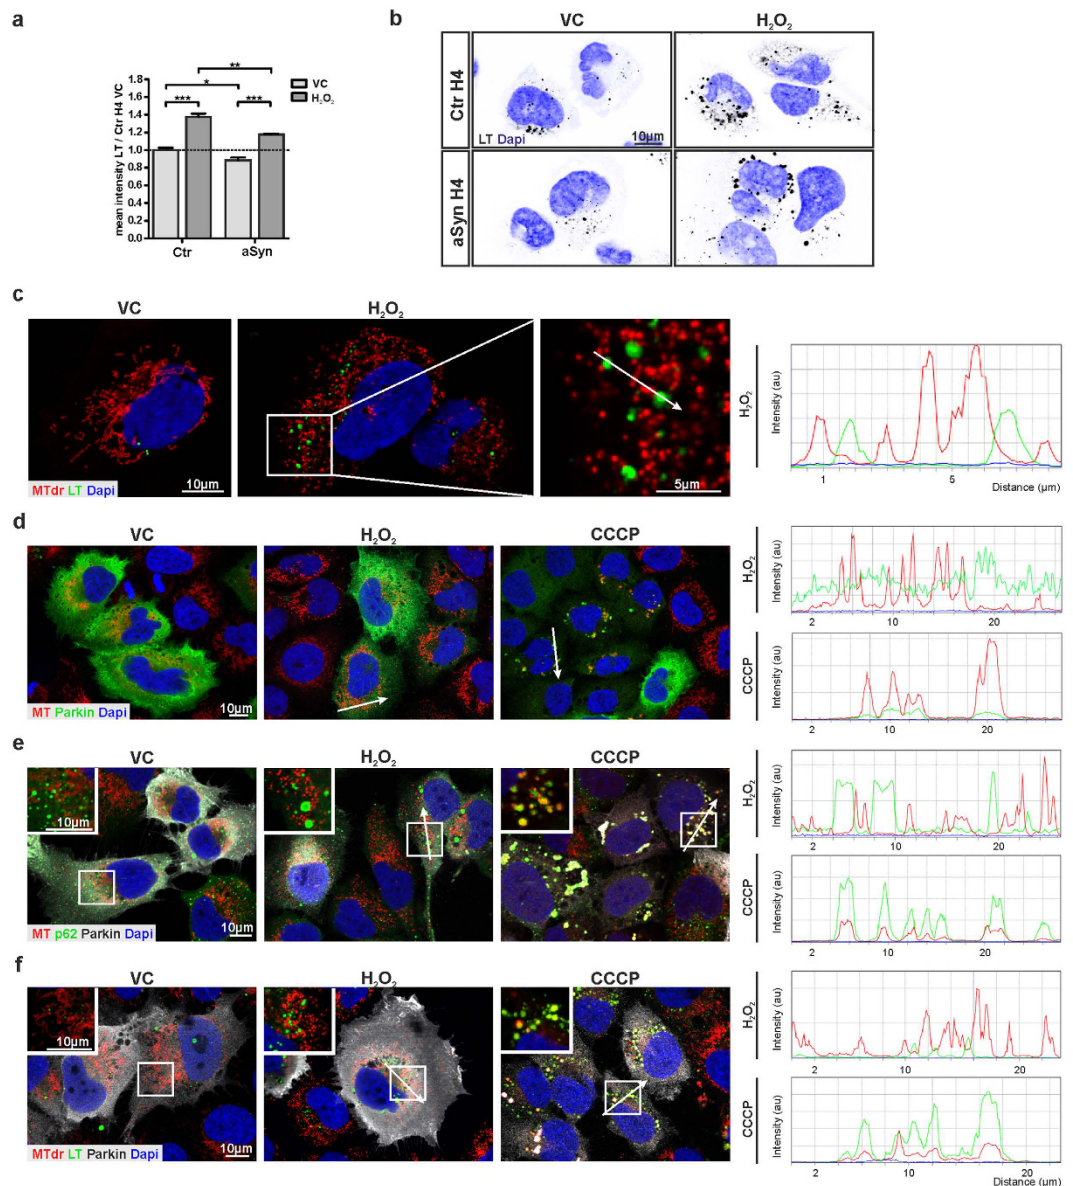 a
mean intensity LT / Ctr H4 VC
1.8
1.6
1.4
1.2
1.0
0.8
0.6
0.4
0.2
0.0
***
*
**
***
VC
H₂O₂
Ctr
aSyn
b
VC
H₂O₂
Ctr H4
aSyn H4
LT Dapi
10µm
c
VC
H₂O₂
MTdr LT Dapi
10µm
5µm
H₂O₂
Intensity (au)
1
5
Distance (µm)
d
VC
H₂O₂
CCCP
MT Parkin Dapi
10µm
10µm
10µm
H₂O₂
Intensity (au)
2
10
20
CCCP
Intensity (au)
2
10
20
e
VC
H₂O₂
CCCP
10µm
MT p62 Parkin Dapi
10µm
10µm
10µm
H₂O₂
Intensity (au)
2
10
20
CCCP
Intensity (au)
10
20
f
VC
H₂O₂
CCCP
10µm
MTdr LT Parkin Dapi
10µm
10µm
10µm
H₂O₂
Intensity (au)
2
10
20
CCCP
Intensity (au)
2
10
20
Distance (µm)